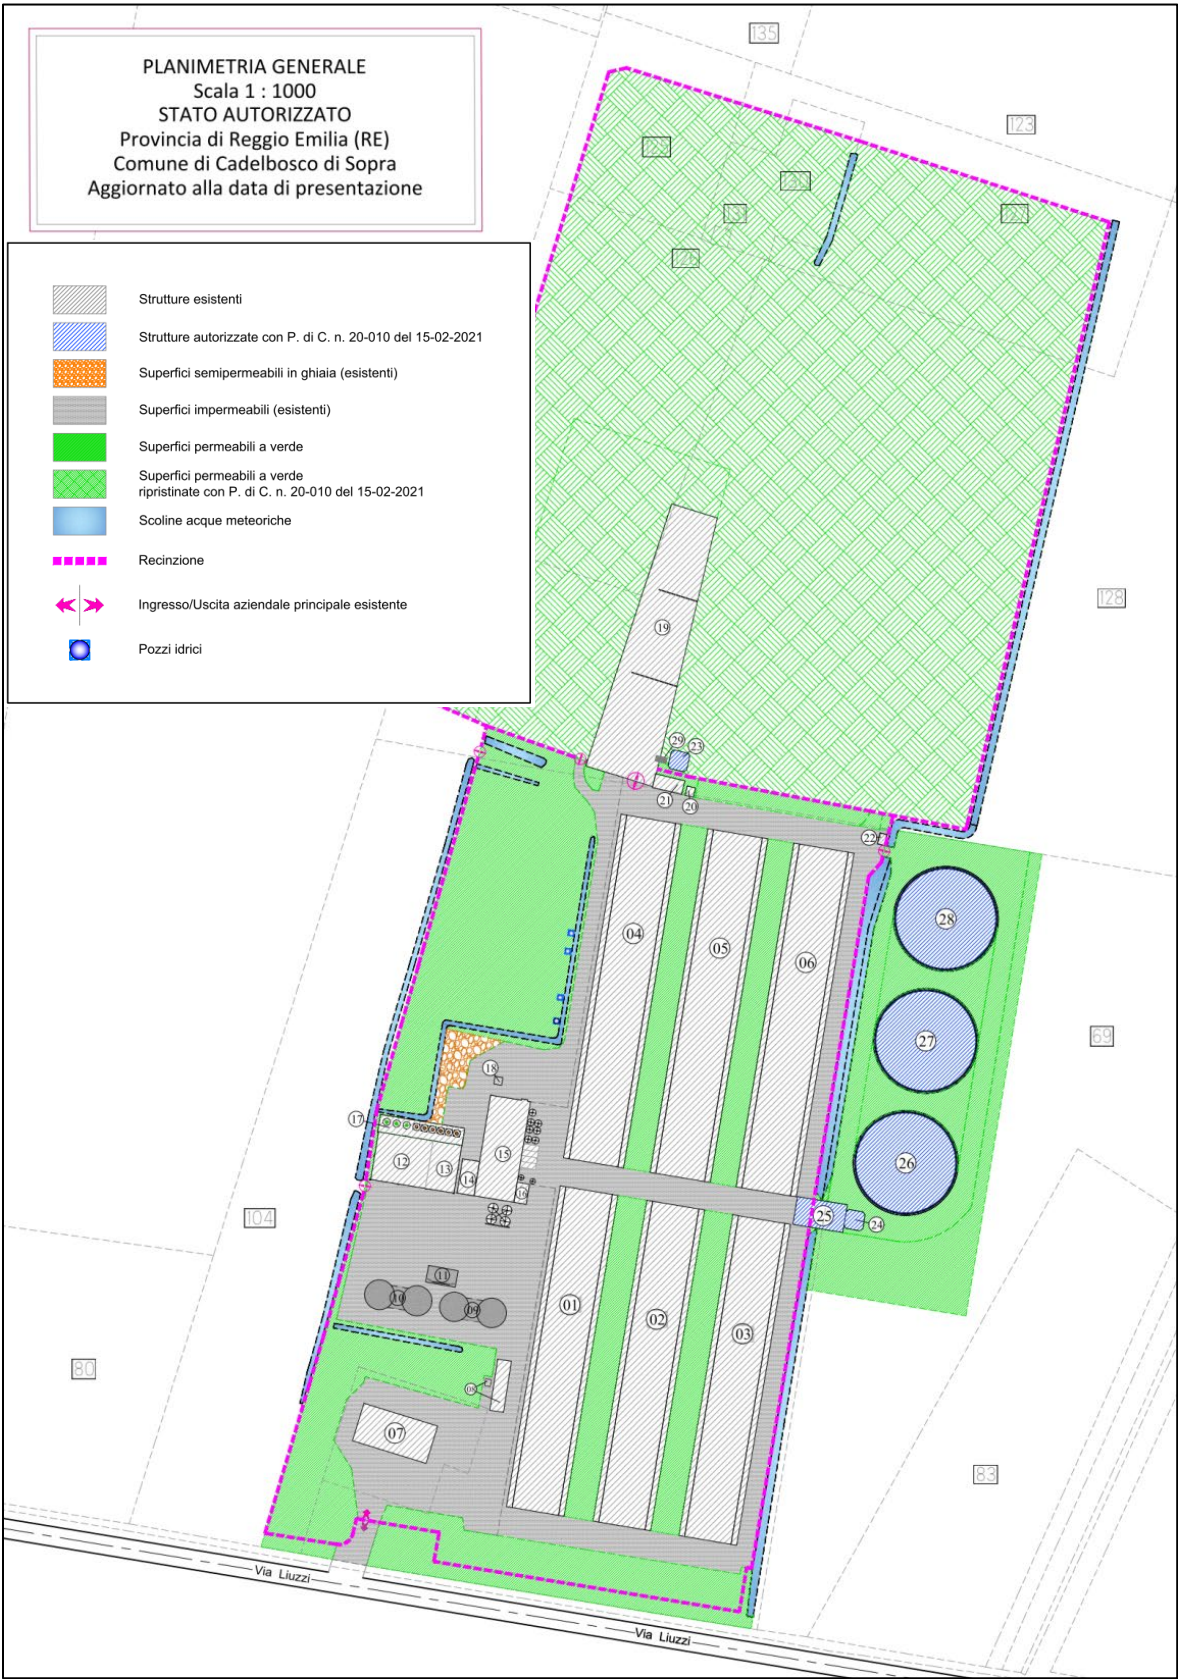 PLANIMETRIA GENERALE
Scala 1 : 1000
STATO AUTORIZZATO
Provincia di Reggio Emilia (RE)
Comune di Cadelbosco di Sopra
Aggiornato alla data di presentazione
Strutture esistenti
Strutture autorizzate con P. di C. n. 20-010 del 15-02-2021
Superfici semipermeabili in ghiaia (esistenti)
Superfici impermeabili (esistenti)
Superfici permeabili a verde
Superfici permeabili a verde
ripristinate con P. di C. n. 20-010 del 15-02-2021
Scoline acque meteoriche
Recinzione
Ingresso/Uscita aziendale principale esistente
Pozzi idrici
135
123
128
19
29
23
21
20
22
28
04
05
06
27
69
18
17
12
13
14
15
16
26
25
24
104
11
10
09
01
02
03
80
08
07
83
Via Liuzzi
Via Liuzzi